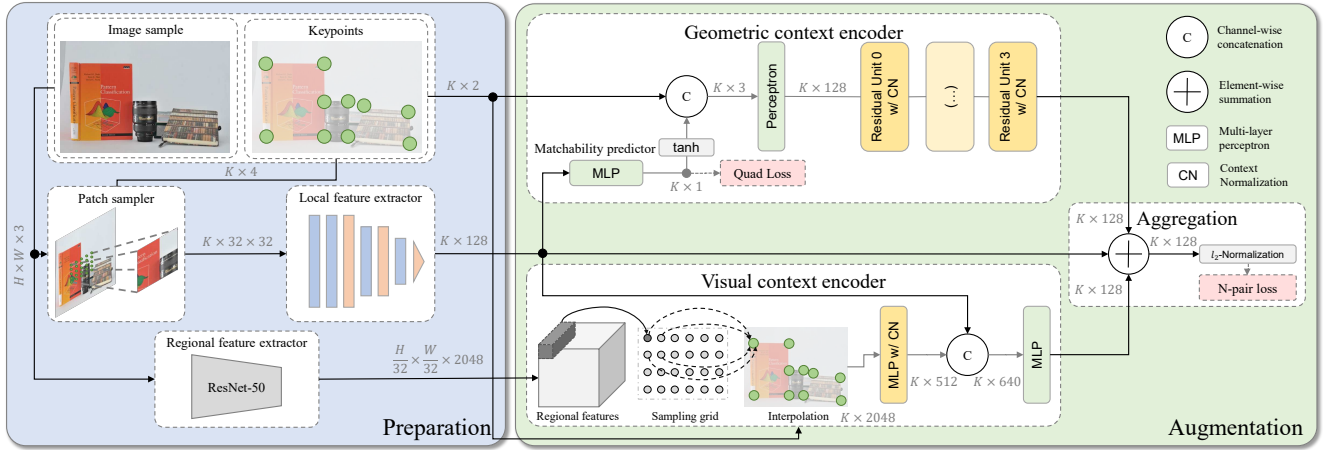 Image sample
Keypoints
K × 2
K × 4
Patch sampler
Local feature extractor
H × W × 3
K × 32 × 32
K × 128
Regional feature extractor
ResNet-50
H/32 × W/32 × 2048
Preparation
Geometric context encoder
C
K × 3
Perceptron
K × 128
Residual Unit 0
w/ CN
(...)
Residual Unit 3
w/ CN
tanh
Matchability predictor
MLP
K × 1
Quad Loss
C
Channel-wise
concatenation
Element-wise
summation
MLP
Multi-layer
perceptron
CN
Context
Normalization
Visual context encoder
Regional features
Sampling grid
Interpolation
K × 2048
MLP w/ CN
K × 512
C
K × 640
MLP
K × 128
Aggregation
K × 128
l₂-Normalization
K × 128
N-pair loss
Augmentation